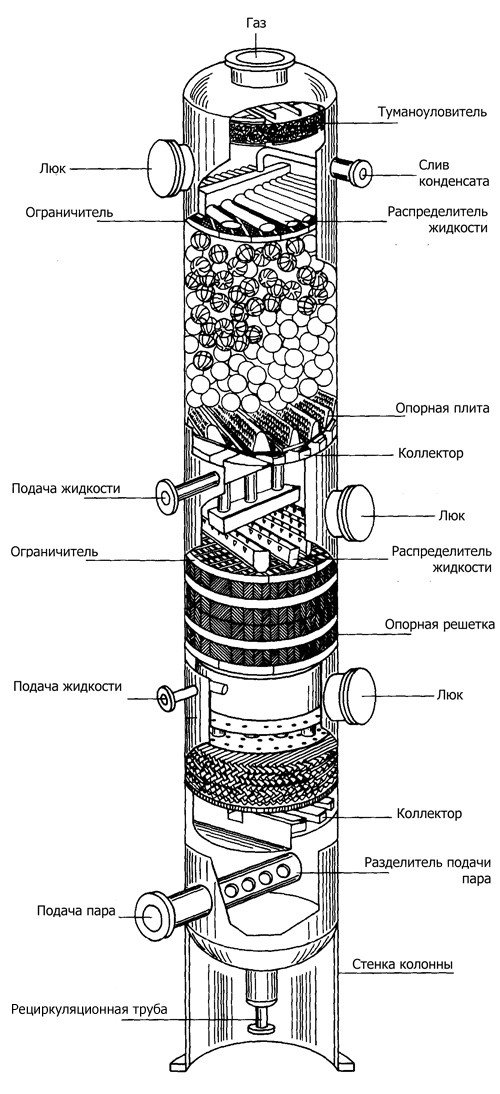 Газ
Туманоуловитель
Люк
Слив
конденсата
Ограничитель
Распределитель
жидкости
Опорная плита
Коллектор
Подача жидкости
Люк
Ограничитель
Распределитель
жидкости
Опорная решетка
Подача жидкости
Люк
Коллектор
Разделитель подачи
пара
Подача пара
Стенка колонны
Рециркуляционная труба